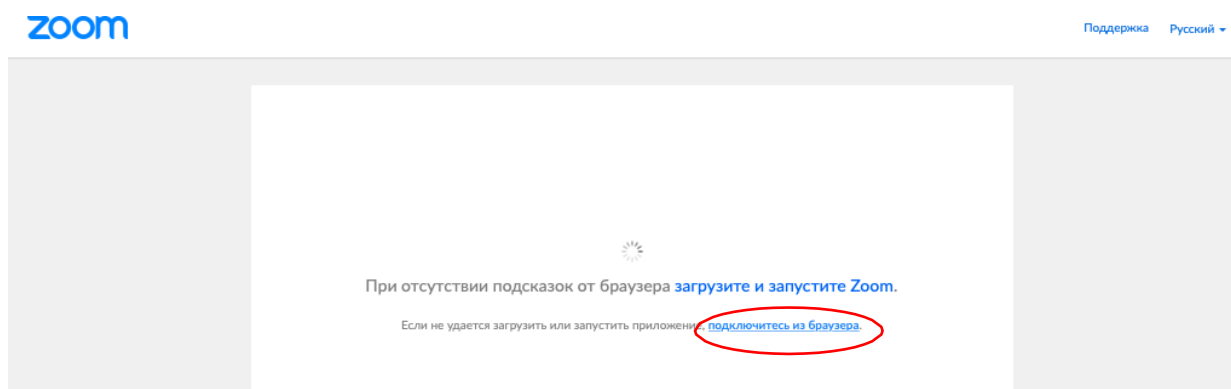 zoom
Поддержка Русский
При отсутствии подсказок от браузера загрузите и запустите Zoom.
Если не удается загрузить или запустить приложение, подключитесь из браузера.